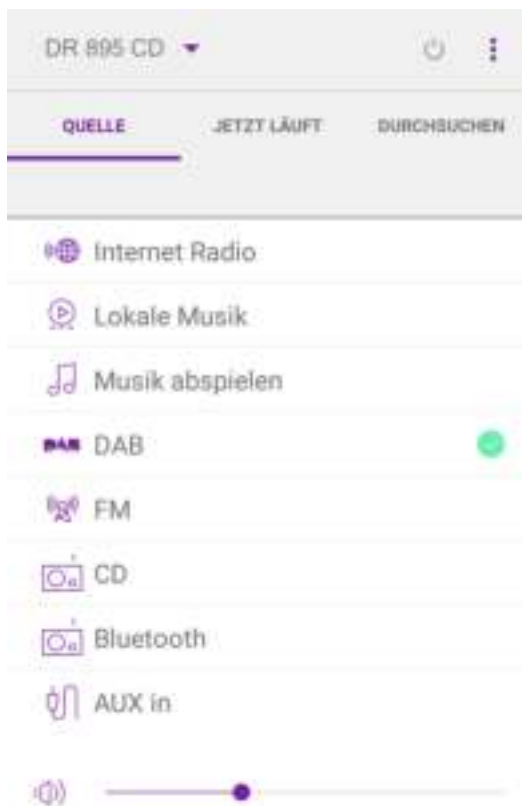 DR 895 CD
QUELLE JETZT LÄUFT DURCHSUCHEN
Internet Radio
Lokale Musik
Musik abspielen
DAB DAB
FM
CD
Bluetooth
AUX in